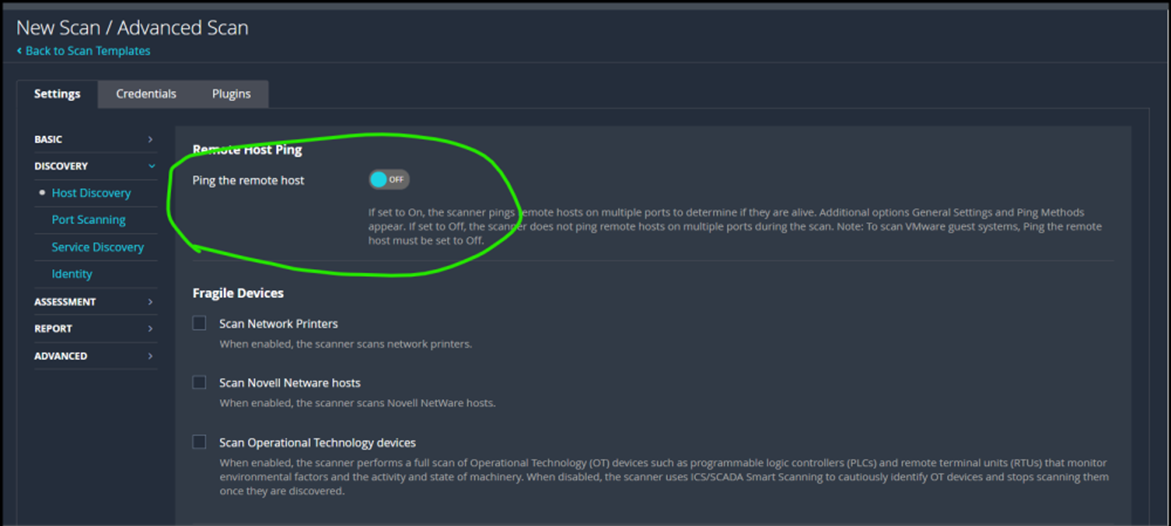 New Scan / Advanced Scan
Back to Scan Templates
Settings Credentials Plugins
BASIC
DISCOVERY
Host Discovery
Port Scanning
Service Discovery
Identity
ASSESSMENT
REPORT
ADVANCED
Remote Host Ping
Ping the remote host OFF
If set to On, the scanner pings remote hosts on multiple ports to determine if they are alive. Additional options General Settings and Ping Methods
appear. If set to Off, the scanner does not ping remote hosts on multiple ports during the scan. Note: To scan VMware guest systems, Ping the remote
host must be set to Off.
Fragile Devices
Scan Network Printers
When enabled, the scanner scans network printers.
Scan Novell Netware hosts
When enabled, the scanner scans Novell NetWare hosts.
Scan Operational Technology devices
When enabled, the scanner performs a full scan of Operational Technology (OT) devices such as programmable logic controllers (PLCs) and remote terminal units (RTUs) that monitor
environmental factors and the activity and state of machinery. When disabled, the scanner uses ICS/SCADA Smart Scanning to cautiously identify OT devices and stops scanning them
once they are discovered.